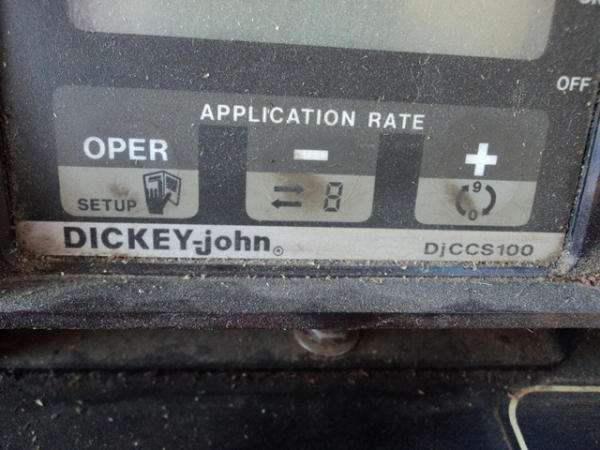 OFF
APPLICATION RATE
OPER - +
SETUP 8 9 0
DICKEY-john® DjCCS100